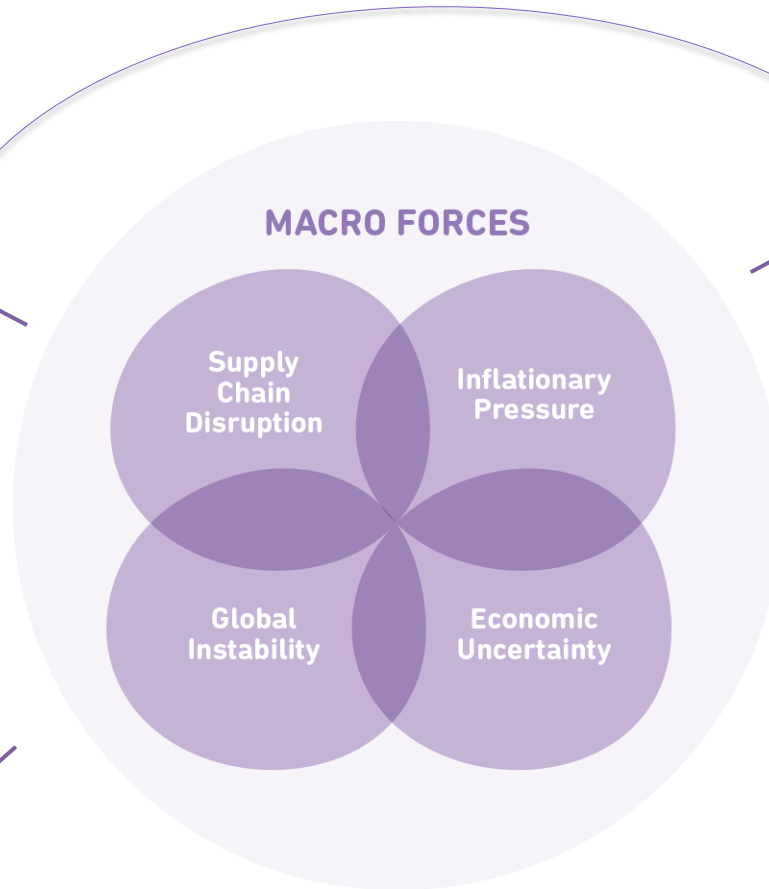 MACRO FORCES
Supply
Chain
Disruption
Inflationary
Pressure
Global
Instability
Economic
Uncertainty